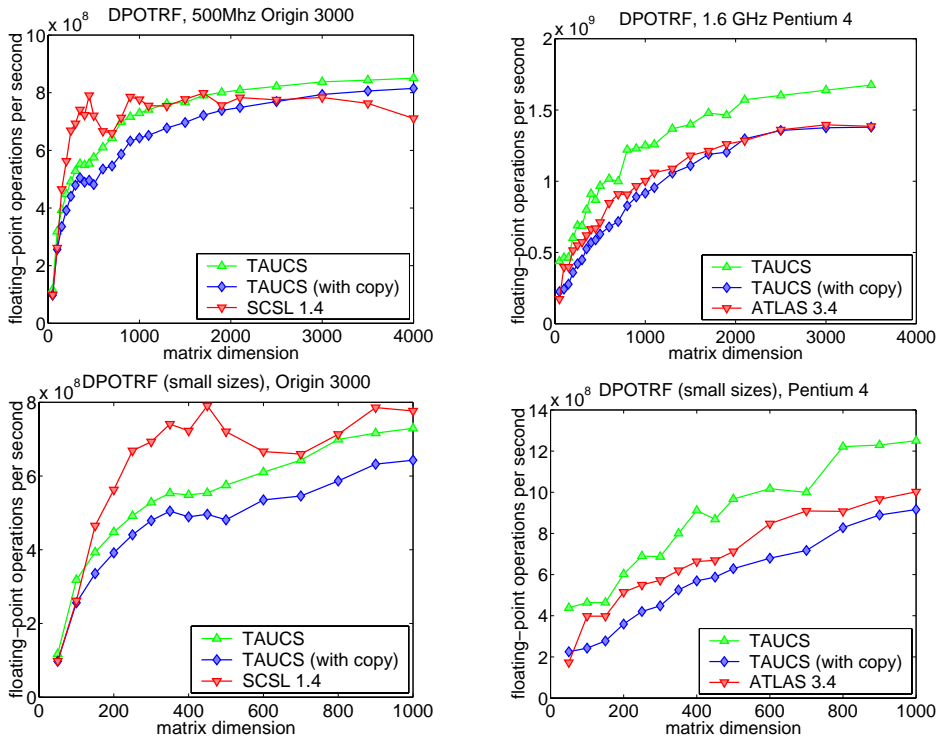 DPOTRF, 500Mhz Origin 3000
x 10^8
10
8
6
4
2
0
0 1000 2000 3000 4000
floating−point operations per second
matrix dimension
TAUCS
TAUCS (with copy)
SCSL 1.4
DPOTRF, 1.6 GHz Pentium 4
x 10^9
2
1.5
1
0.5
0
0 1000 2000 3000 4000
floating−point operations per second
matrix dimension
TAUCS
TAUCS (with copy)
ATLAS 3.4
DPOTRF (small sizes), Origin 3000
x 10^8
8
6
4
2
0
0 200 400 600 800 1000
floating−point operations per second
matrix dimension
TAUCS
TAUCS (with copy)
SCSL 1.4
DPOTRF (small sizes), Pentium 4
x 10^8
14
12
10
8
6
4
2
0
0 200 400 600 800 1000
floating−point operations per second
matrix dimension
TAUCS
TAUCS (with copy)
ATLAS 3.4